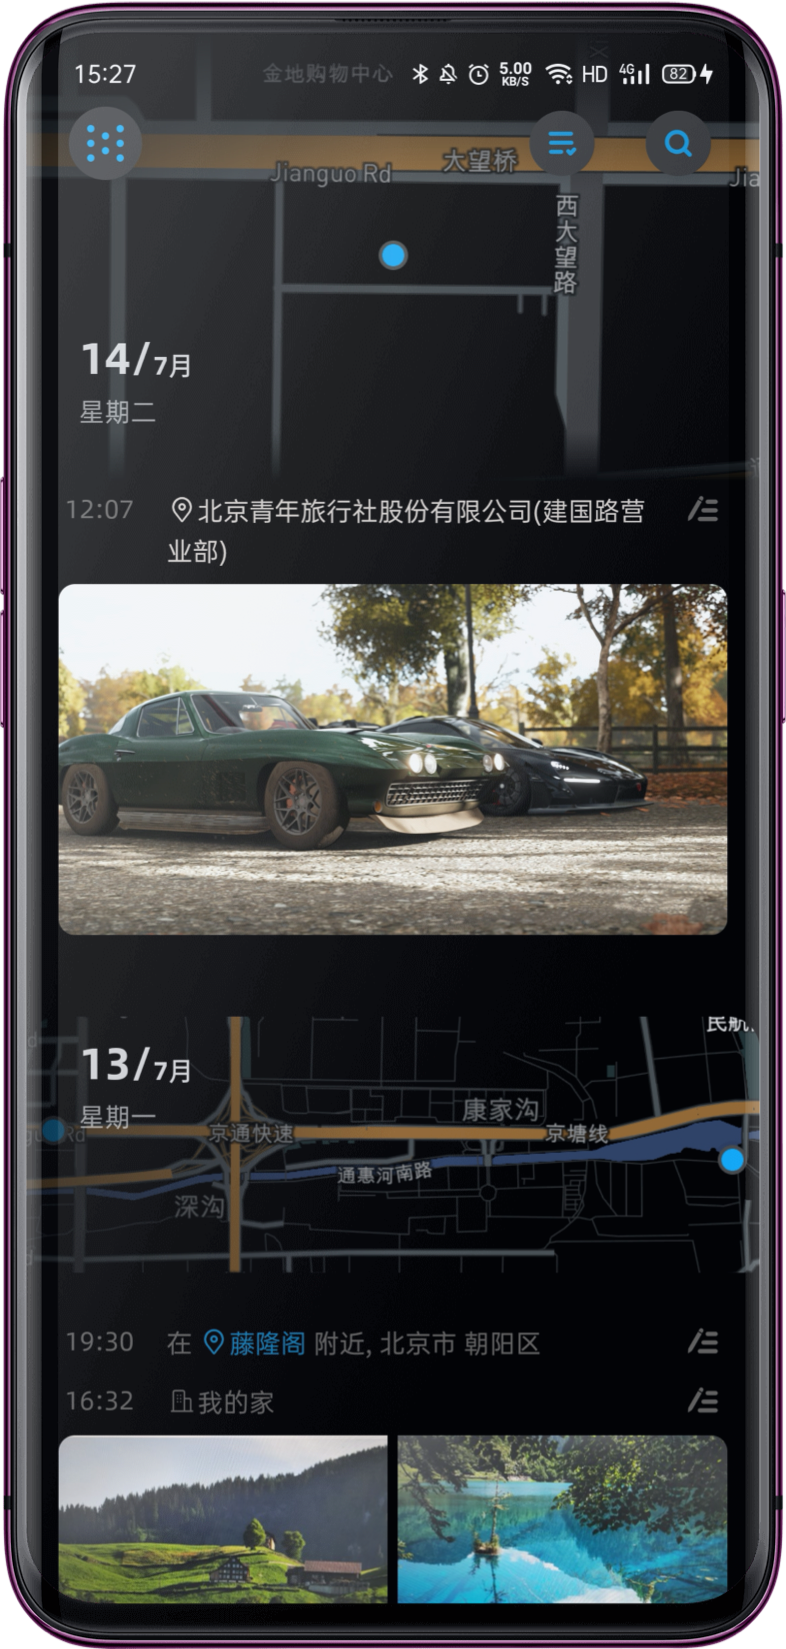 15:27
金地购物中心
5.00
KB/S
HD
4G
82
Jianguo Rd
大望桥
Jia
西大望路
14/7月
星期二
12:07
北京青年旅行社股份有限公司(建国路营
业部)
民航
13/7月
星期一
康家沟
Rd
京通快速
京塘线
通惠河南路
深沟
19:30
在 藤隆阁 附近, 北京市 朝阳区
16:32
我的家